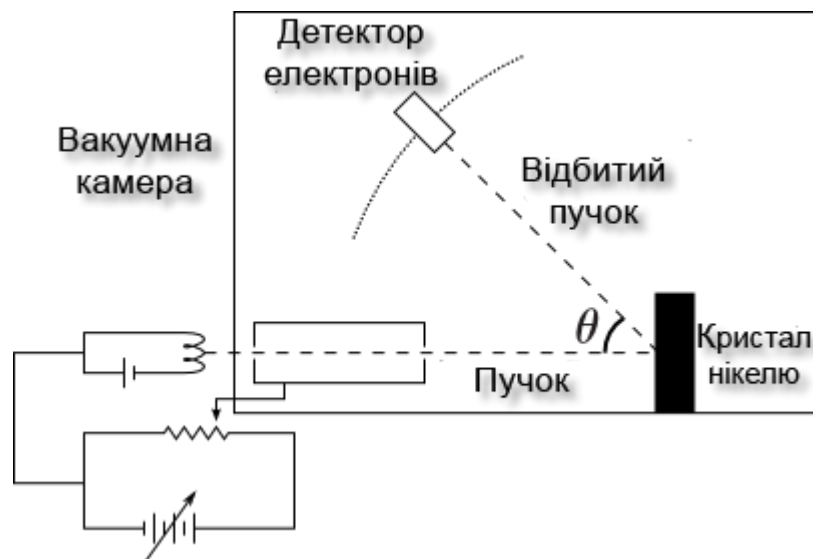 Детектор
електронів
Вакуумна
камера
Відбитий
пучок
θ
Кристал
нікелю
Пучок